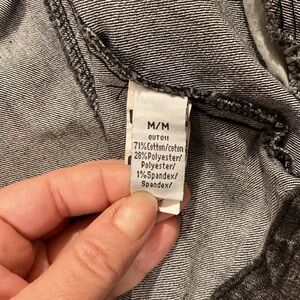 M/M
OUT011
71%Cotton/coton
28%Polyester/
Polyester/
1%Spandex/
Spandex/